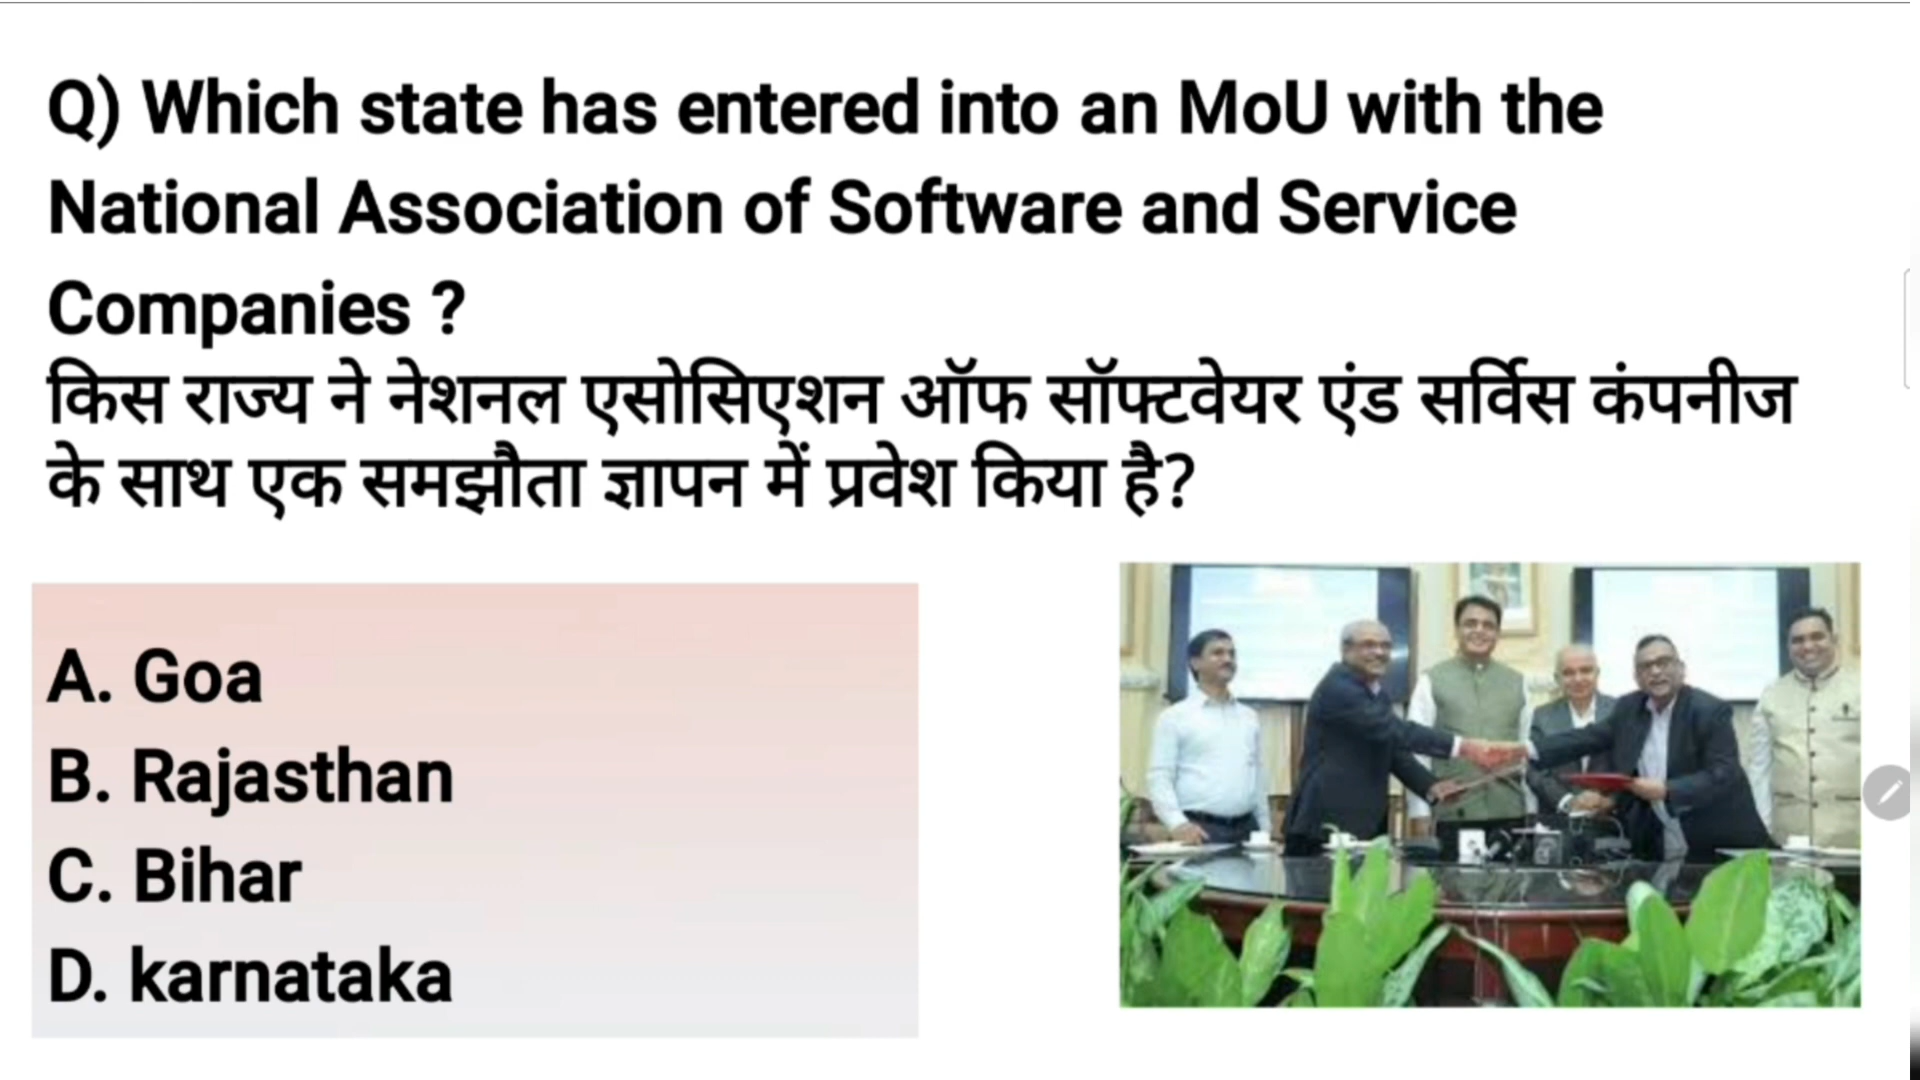 Q) Which state has entered into an MoU with the
National Association of Software and Service
Companies ?
किस राज्य ने नेशनल एसोसिएशन ऑफ सॉफ्टवेयर एंड सर्विस कंपनीज
के साथ एक समझौता ज्ञापन में प्रवेश किया है?
A. Goa
B. Rajasthan
C. Bihar
D. karnataka